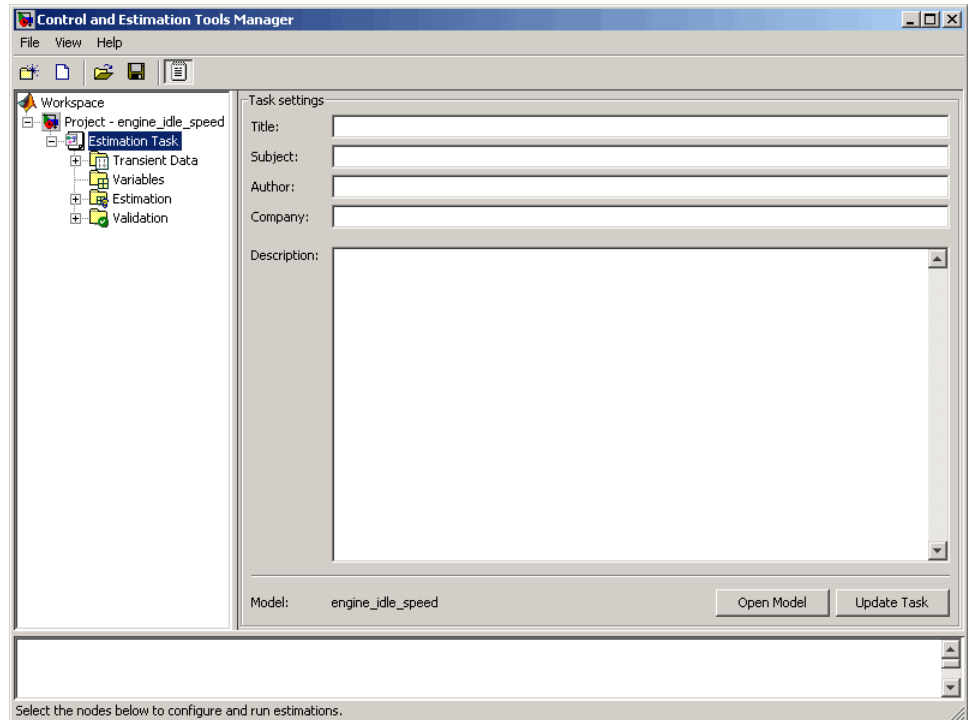 Control and Estimation Tools Manager
File View Help
Workspace
Project - engine_idle_speed
Estimation Task
Transient Data
Variables
Estimation
Validation
Task settings
Title:
Subject:
Author:
Company:
Description:
Model: engine_idle_speed
Open Model
Update Task
Select the nodes below to configure and run estimations.